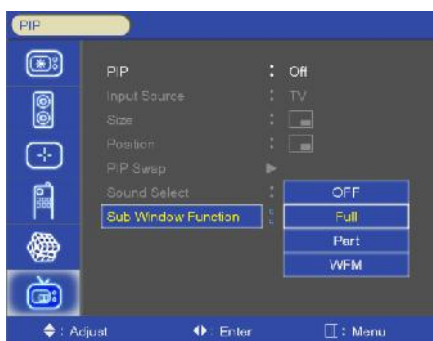 PIP
PIP : Off
Input Source : TV
Size :
Position :
PIP Swap
Sound Select :
OFF
Sub Window Function : Full
Part
WFM
: Adjust : Enter : Menu